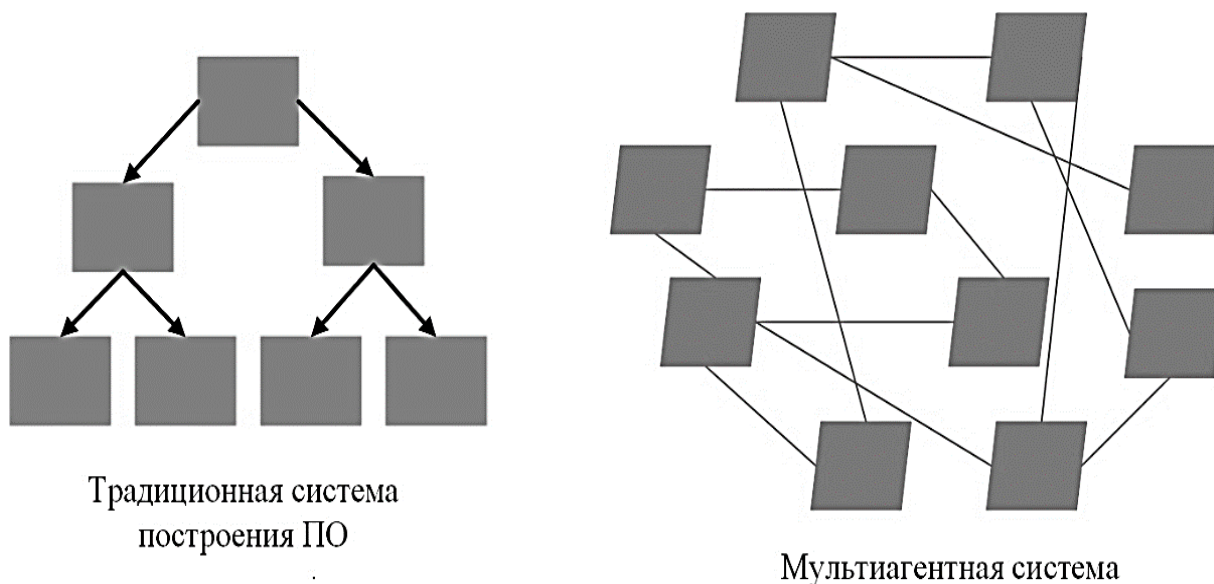 Традиционная система
построения ПО
Мультиагентная система